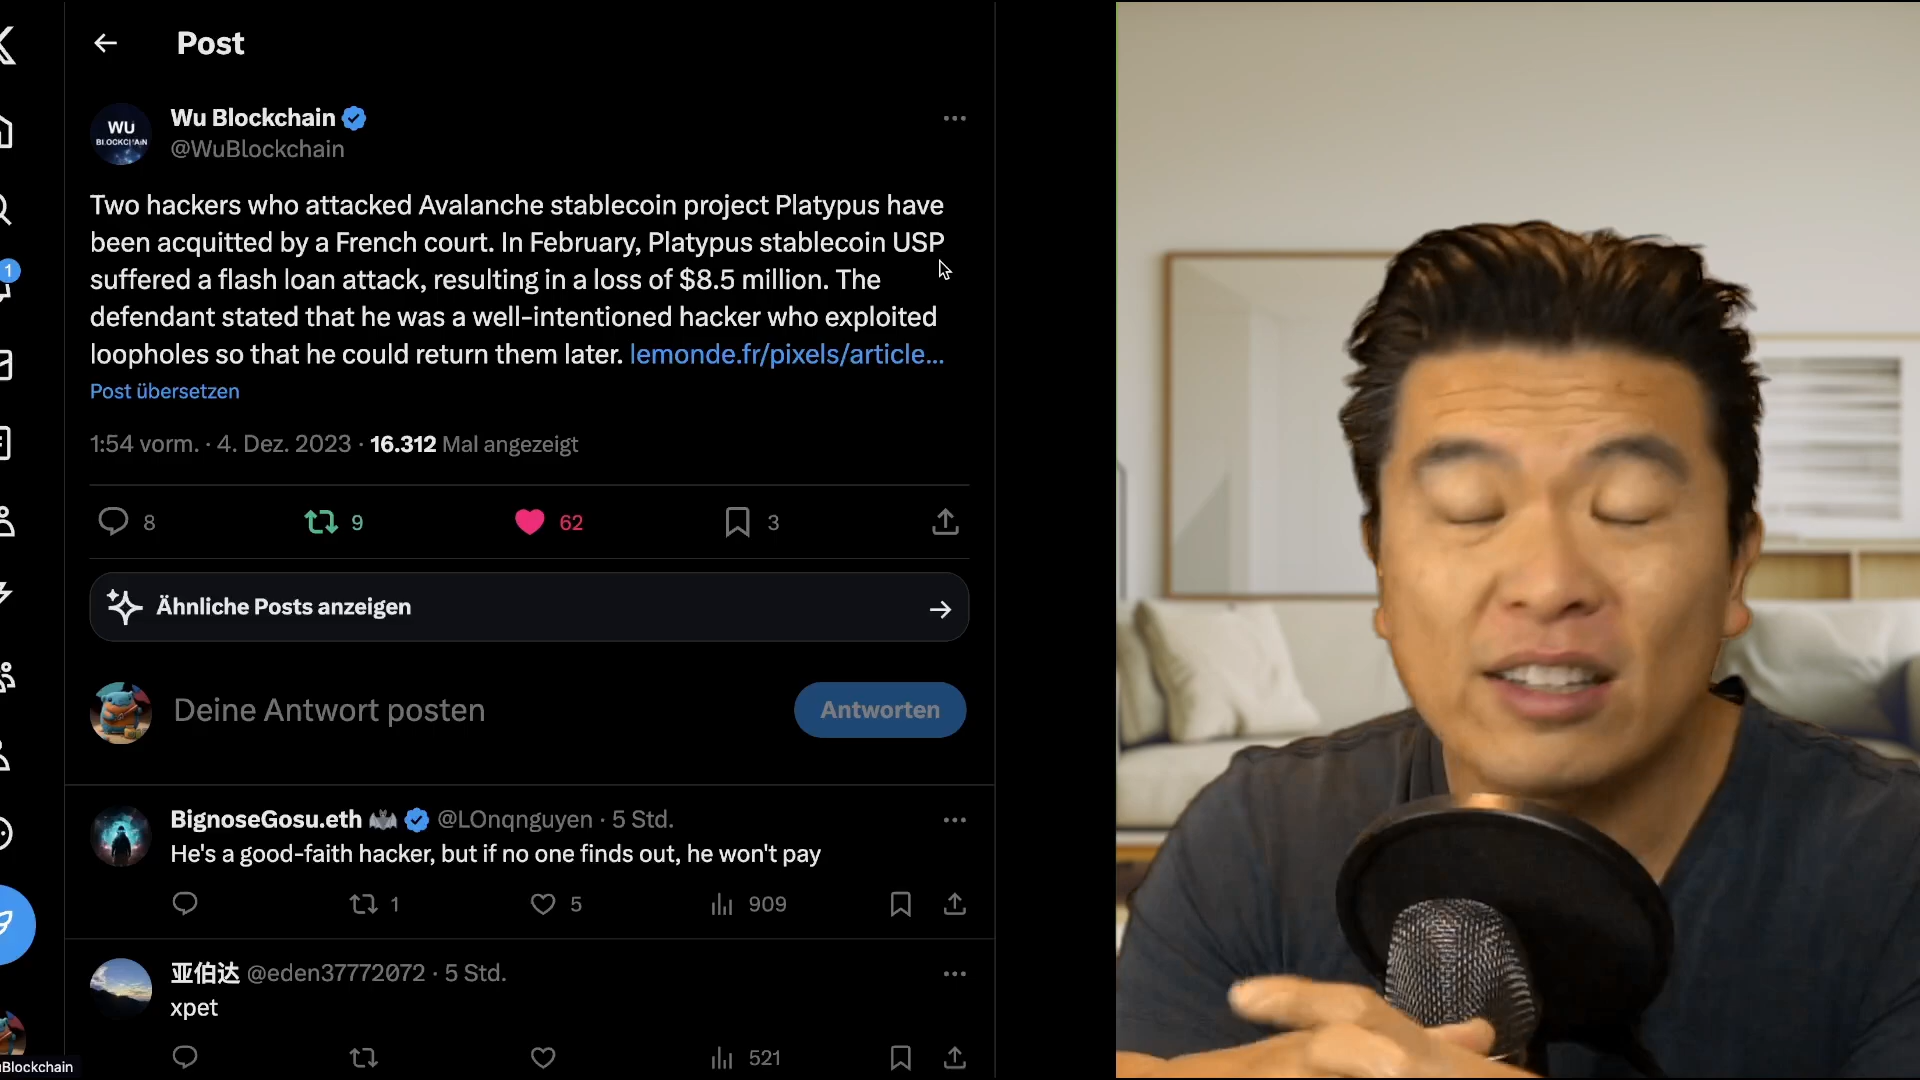 Post
Wu Blockchain
@WuBlockchain
WU
BLOCKCHAIN
Two hackers who attacked Avalanche stablecoin project Platypus have
been acquitted by a French court. In February, Platypus stablecoin USP
suffered a flash loan attack, resulting in a loss of $8.5 million. The
defendant stated that he was a well-intentioned hacker who exploited
loopholes so that he could return them later. lemonde.fr/pixels/article...
Post übersetzen
1:54 vorm. · 4. Dez. 2023 · 16.312 Mal angezeigt
1
8 9 62 3
Ähnliche Posts anzeigen
Deine Antwort posten
Antworten
BignoseGosu.eth 🦇 @LOnqnguyen · 5 Std.
He's a good-faith hacker, but if no one finds out, he won't pay
1 5 909
亚伯达 @eden37772072 · 5 Std.
xpet
521
Blockchain